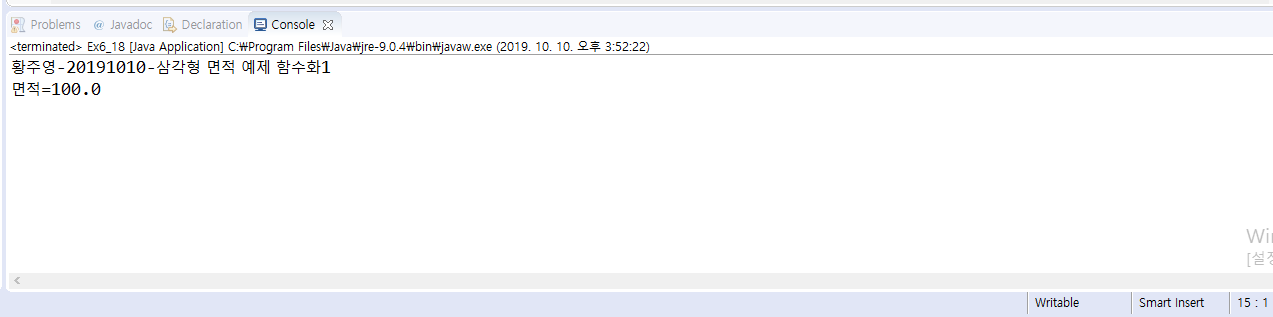 Problems @ Javadoc Declaration Console
<terminated> Ex6_18 [Java Application] C:₩Program Files₩Java₩jre-9.0.4₩bin₩javaw.exe (2019. 10. 10. 오후 3:52:22)
황주영-20191010-삼각형 면적 예제 함수화1
면적=100.0
Writable Smart Insert 15 : 1